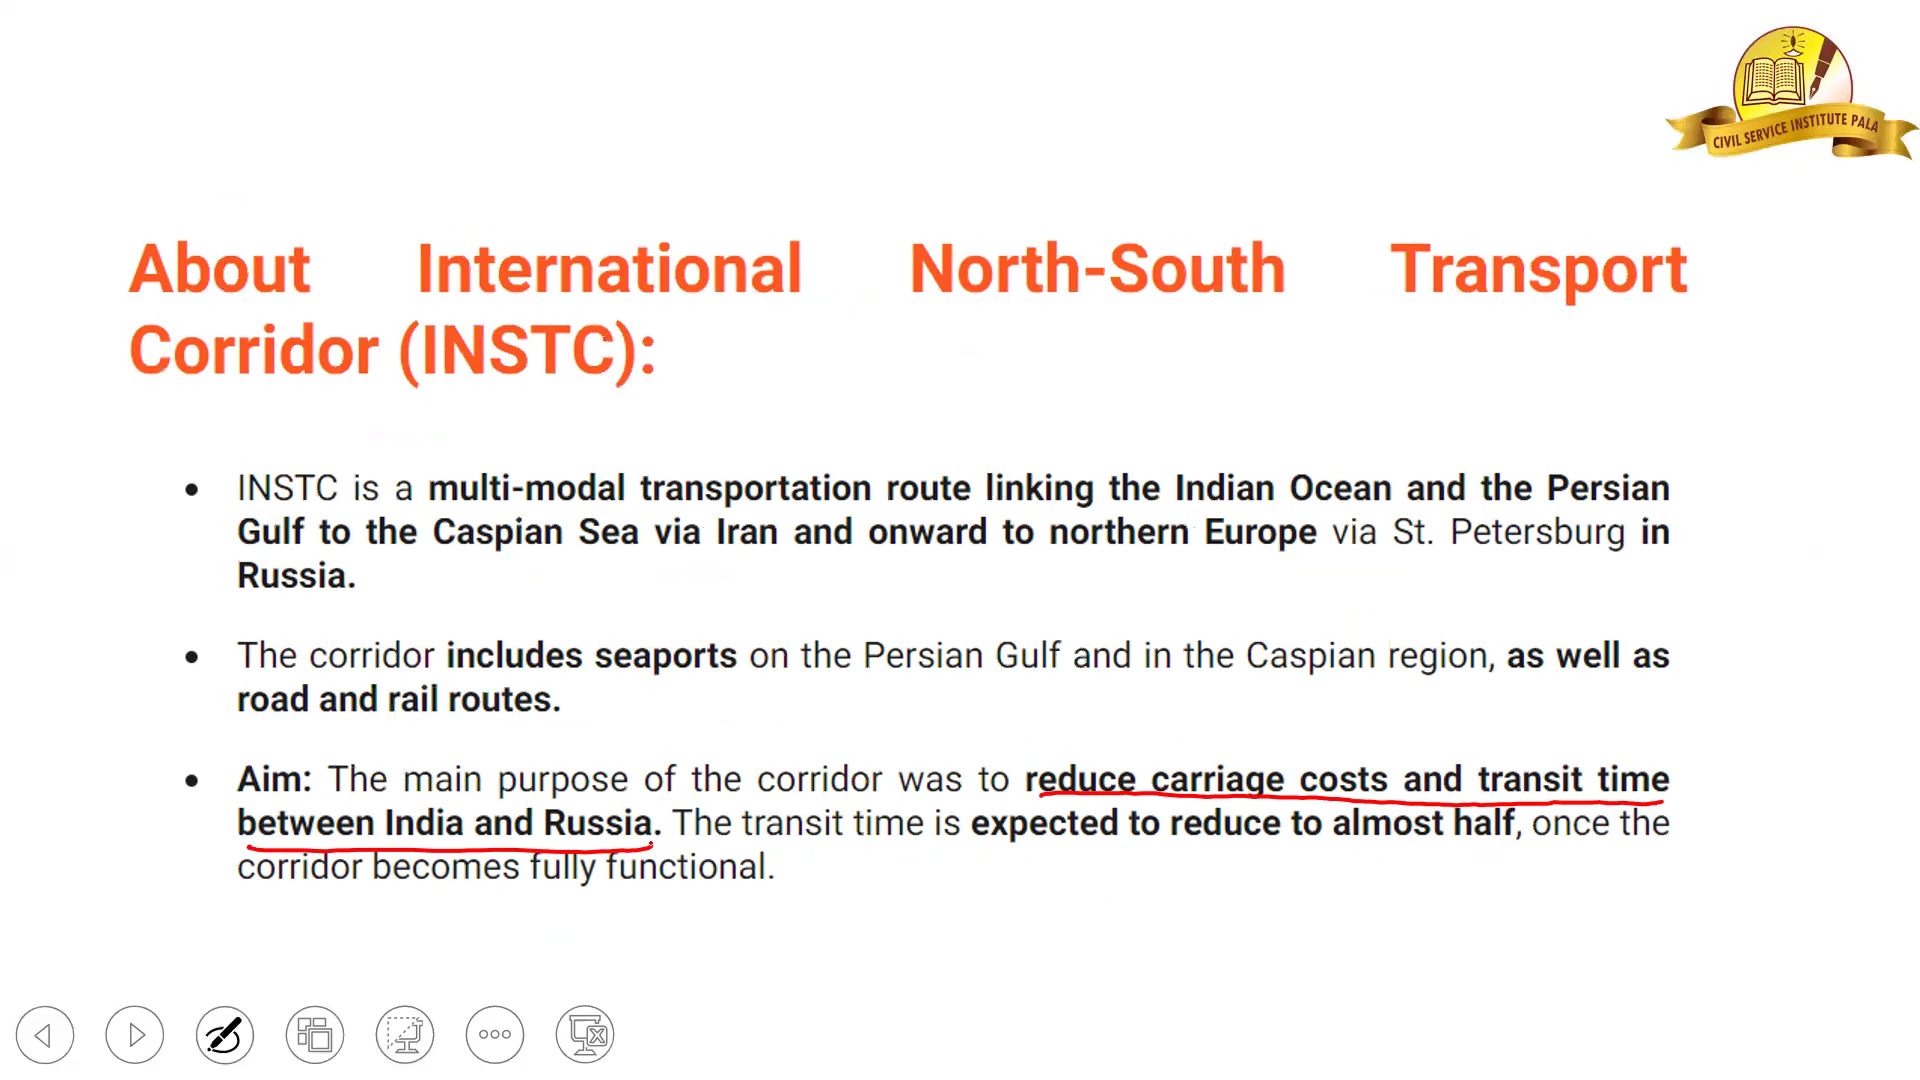 CIVIL SERVICE INSTITUTE PALA
About International North-South Transport
Corridor (INSTC):
• INSTC is a multi-modal transportation route linking the Indian Ocean and the Persian
Gulf to the Caspian Sea via Iran and onward to northern Europe via St. Petersburg in
Russia.
• The corridor includes seaports on the Persian Gulf and in the Caspian region, as well as
road and rail routes.
• Aim: The main purpose of the corridor was to reduce carriage costs and transit time
between India and Russia. The transit time is expected to reduce to almost half, once the
corridor becomes fully functional.